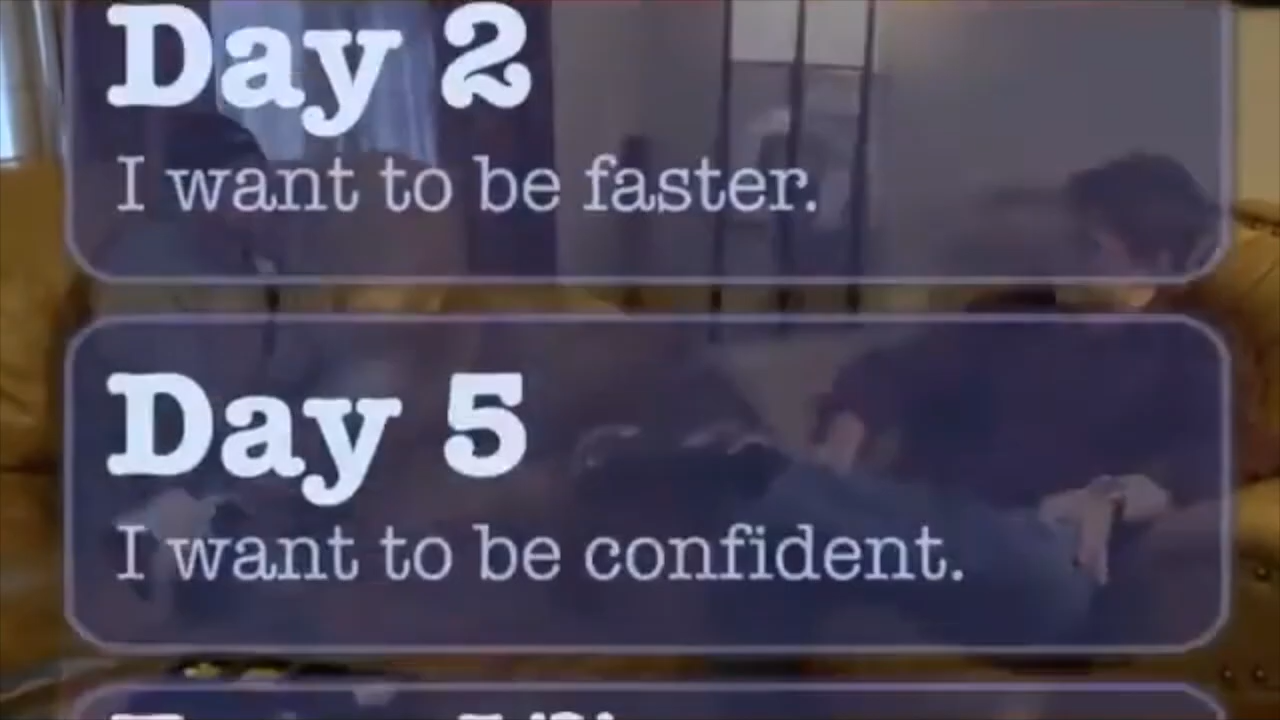 Day 2
I want to be faster.
Day 5
I want to be confident.